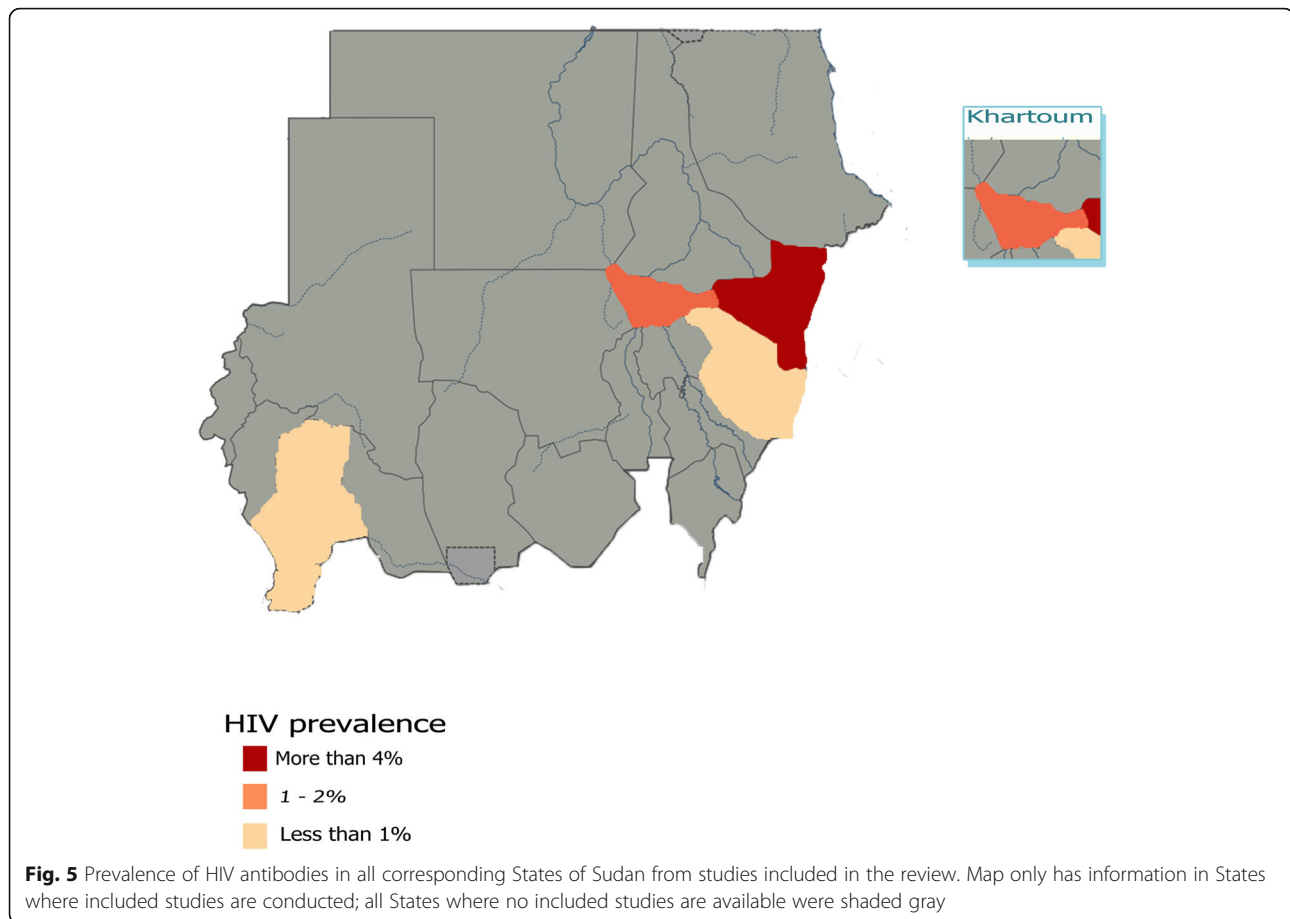 Khartoum
HIV prevalence
More than 4%
1 - 2%
Less than 1%
Fig. 5 Prevalence of HIV antibodies in all corresponding States of Sudan from studies included in the review. Map only has information in States
where included studies are conducted; all States where no included studies are available were shaded gray